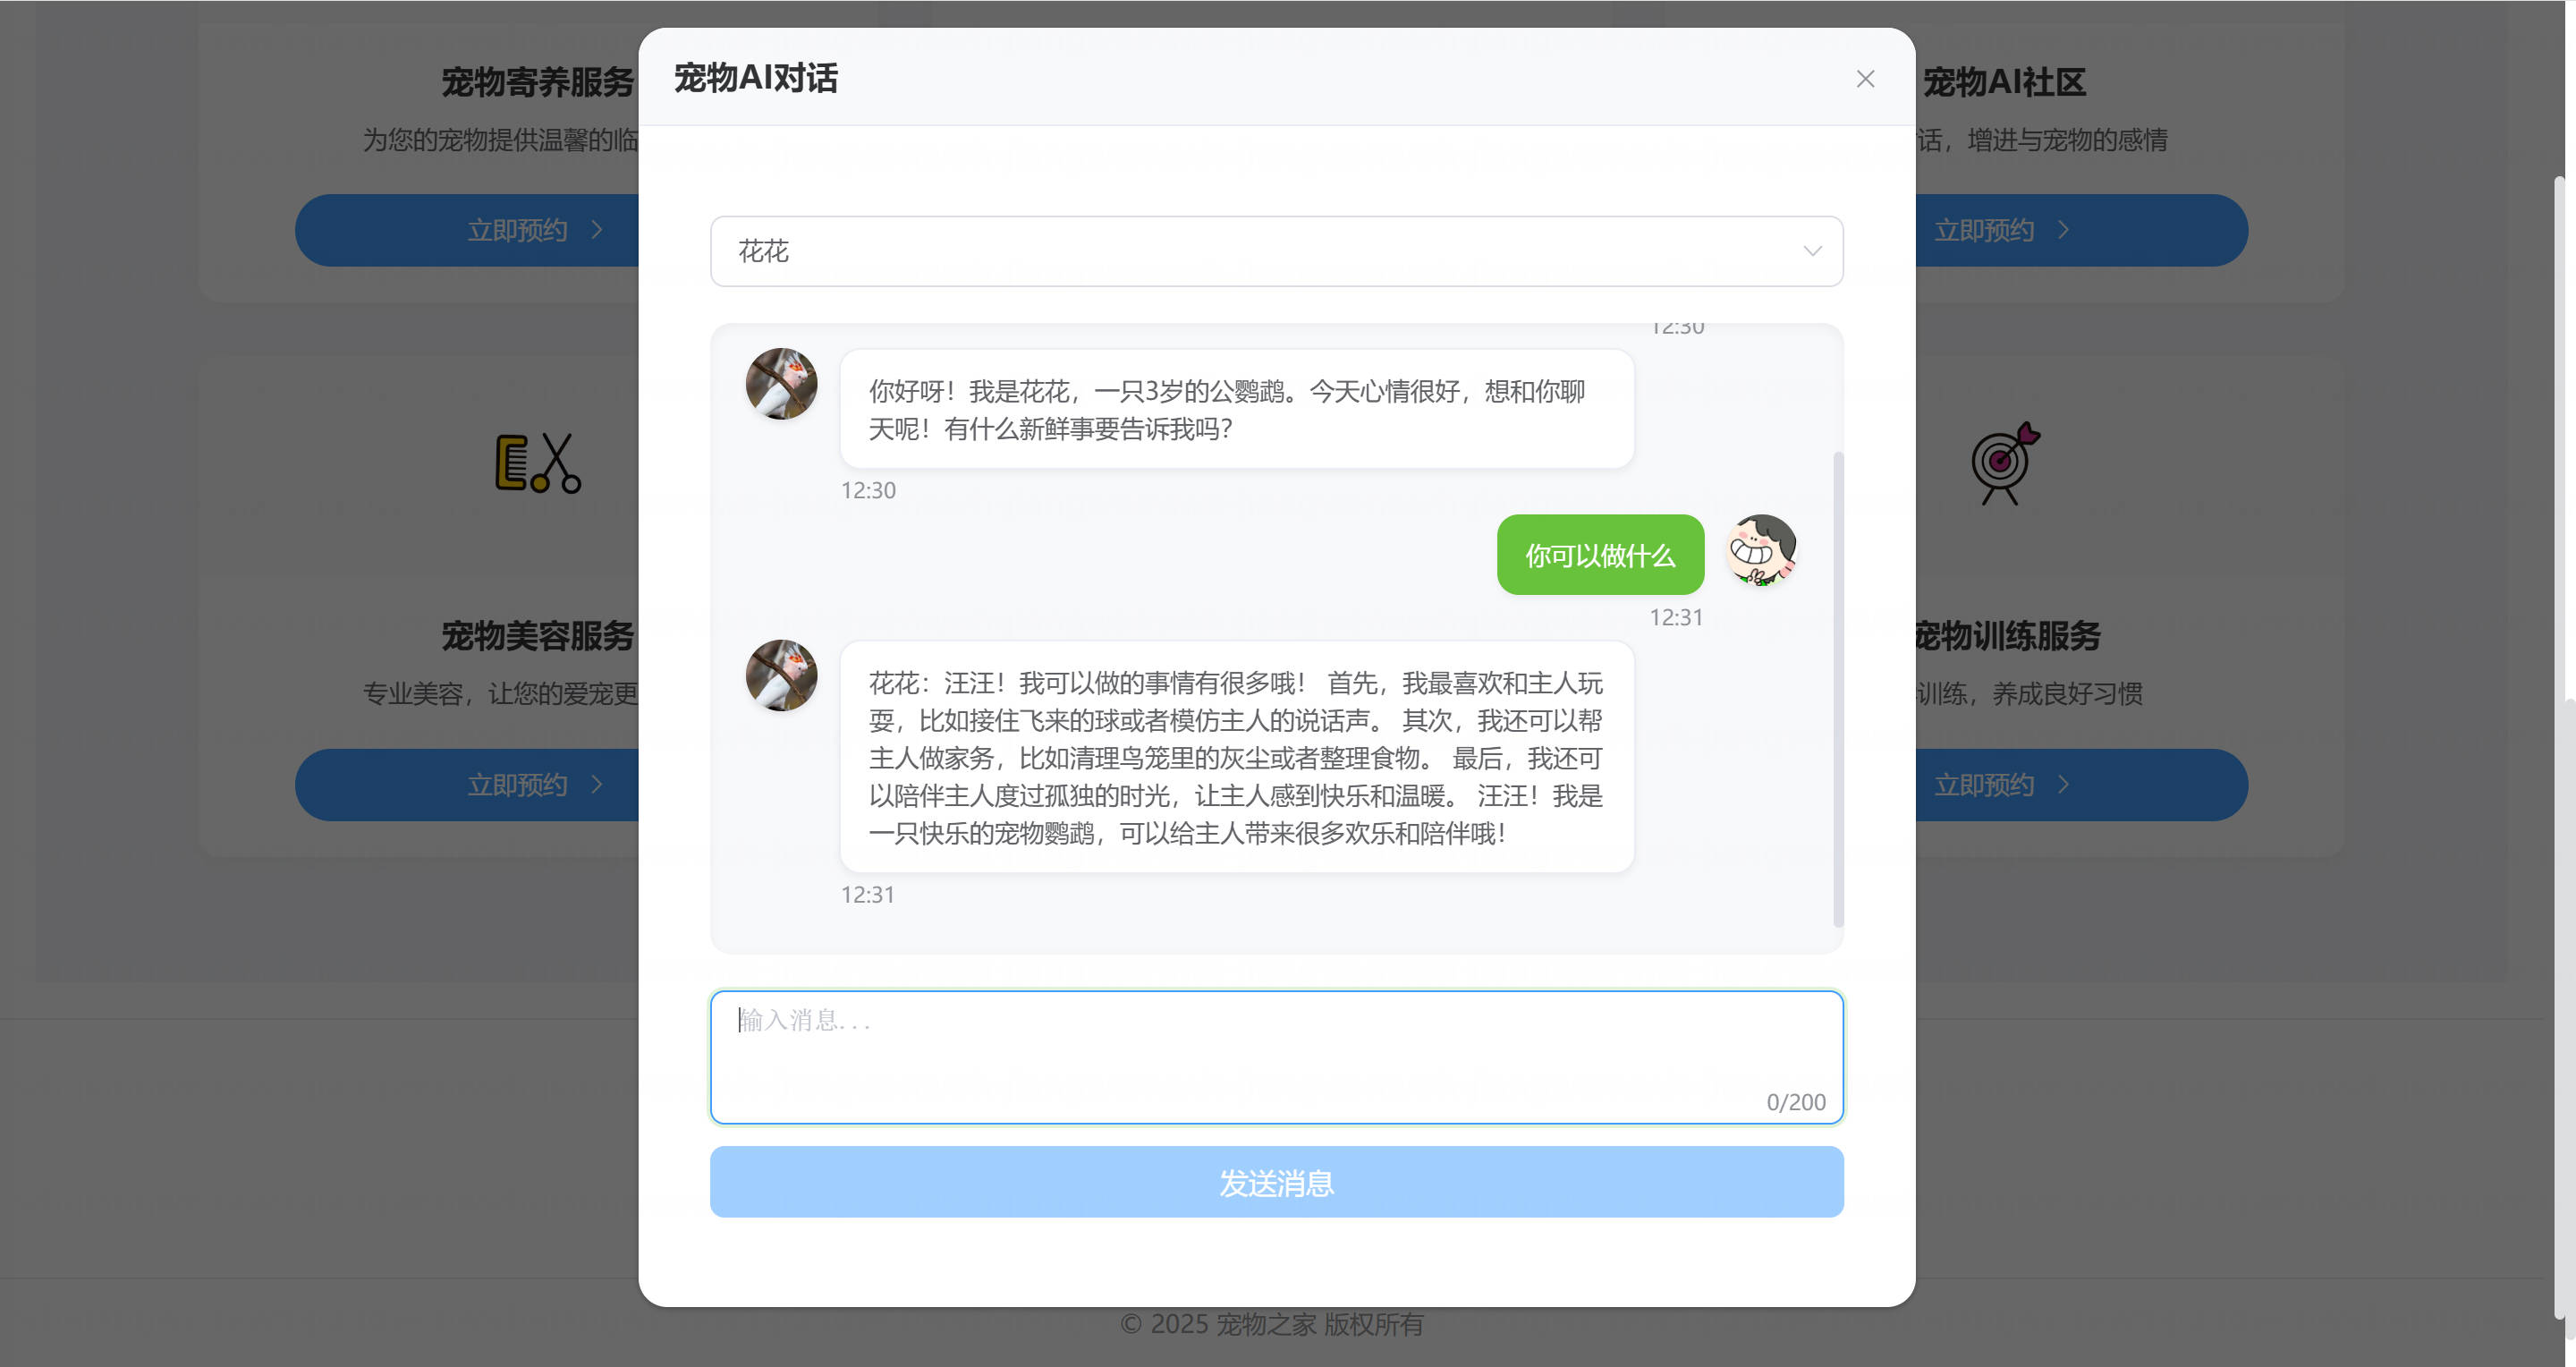 宠物AI对话
宠物寄养服务
为您的宠物提供温馨的临
立即预约
宠物AI社区
话，增进与宠物的感情
立即预约
花花
12:30
你好呀！我是花花，一只3岁的公鹦鹉。今天心情很好，想和你聊
天呢！有什么新鲜事要告诉我吗？
12:30
你可以做什么
12:31
花花：汪汪！我可以做的事情有很多哦！ 首先，我最喜欢和主人玩
耍，比如接住飞来的球或者模仿主人的说话声。 其次，我还可以帮
主人做家务，比如清理鸟笼里的灰尘或者整理食物。 最后，我还可
以陪伴主人度过孤独的时光，让主人感到快乐和温暖。 汪汪！我是
一只快乐的宠物鹦鹉，可以给主人带来很多欢乐和陪伴哦！
12:31
宠物美容服务
专业美容，让您的爱宠更
立即预约
宠物训练服务
训练，养成良好习惯
立即预约
输入消息...
0/200
发送消息
© 2025 宠物之家 版权所有